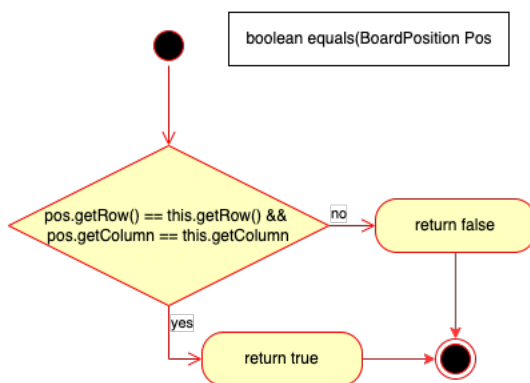 boolean equals(BoardPosition Pos
pos.getRow() == this.getRow() &&
pos.getColumn == this.getColumn
no
return false
yes
return true